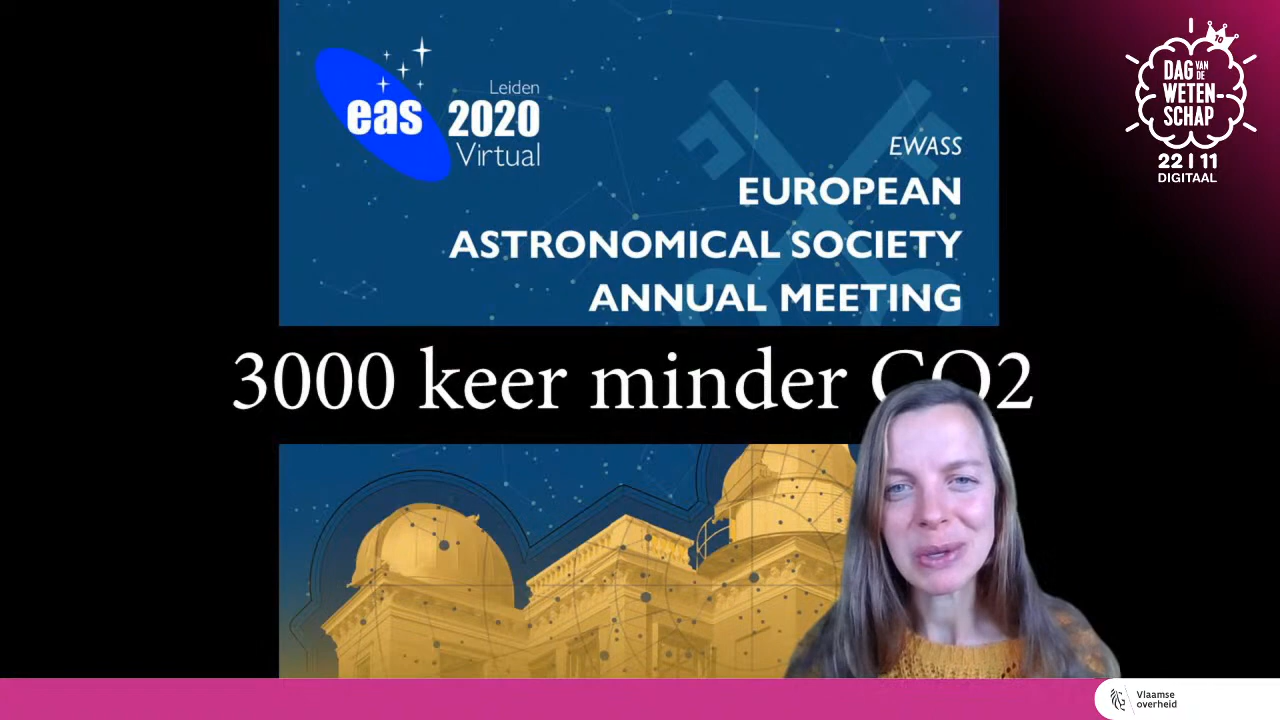 eas
Leiden
2020
Virtual
EWASS
EUROPEAN
ASTRONOMICAL SOCIETY
ANNUAL MEETING
3000 keer minder CO2
10
DAG VAN DE
WETEN-
SCHAP
22 | 11
DIGITAAL
Vlaamse
overheid